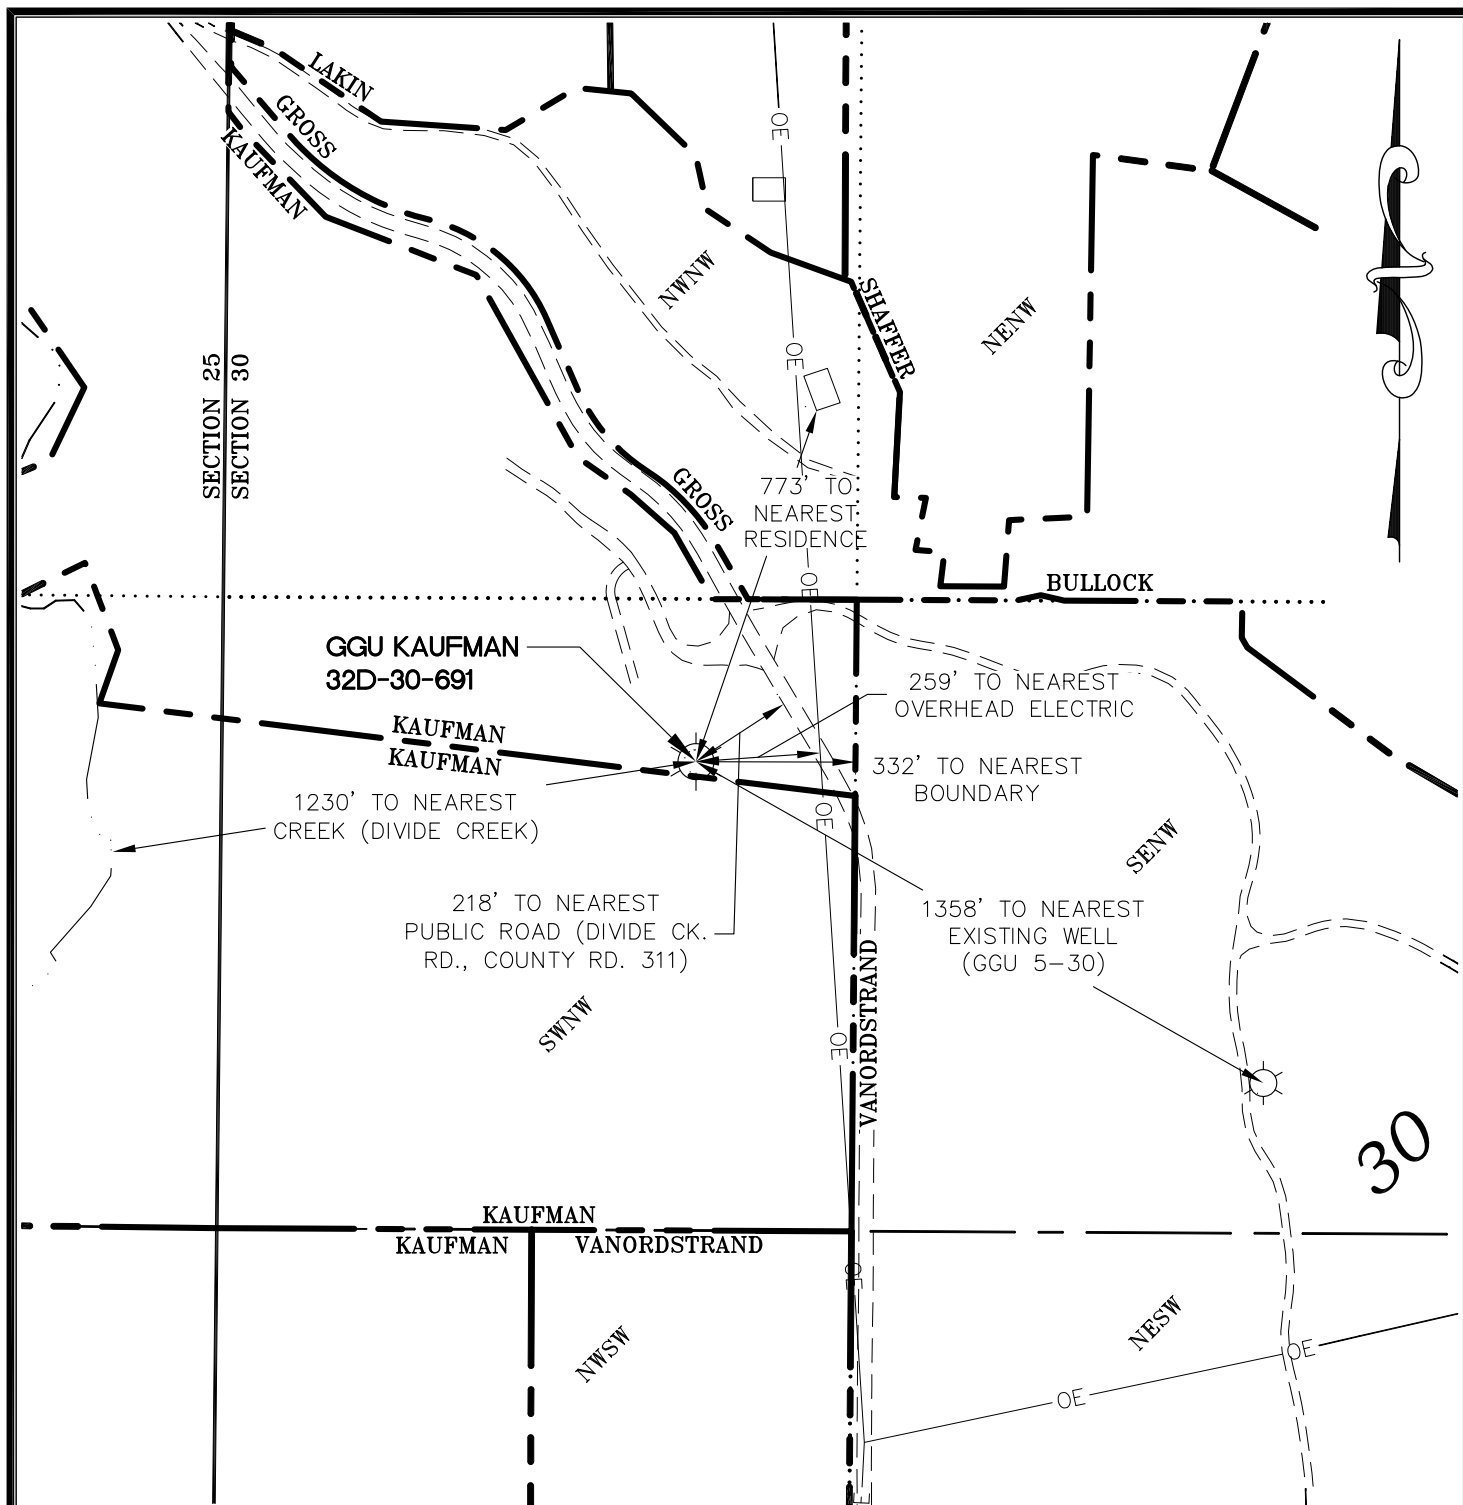 LAKIN
GROSS
KAUFMAN
OE
NWNW
SHAFFER
NENW
OE
SECTION 25
SECTION 30
GROSS
773' TO
NEAREST
RESIDENCE
OE
BULLOCK
GGU KAUFMAN
32D-30-691
259' TO NEAREST
OVERHEAD ELECTRIC
KAUFMAN
KAUFMAN
332' TO NEAREST
BOUNDARY
1230' TO NEAREST
CREEK (DIVIDE CREEK)
OE
SENW
218' TO NEAREST
PUBLIC ROAD (DIVIDE CK.
RD., COUNTY RD. 311)
1358' TO NEAREST
EXISTING WELL
(GGU 5-30)
VANORDSTRAND
SWNW
OE
30
KAUFMAN
KAUFMAN
VANORDSTRAND
OE
NWSW
NESW
OE
OE